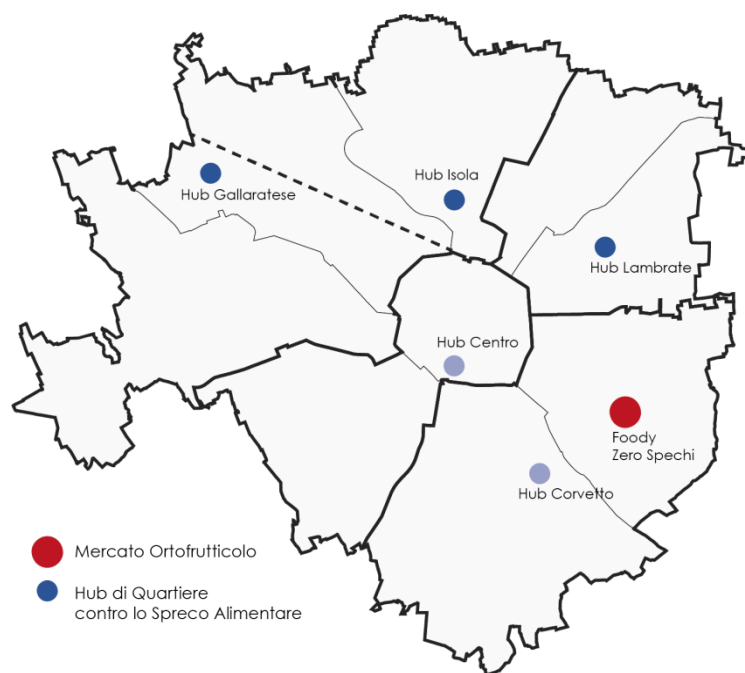 Hub Gallaratese
Hub Isola
Hub Lambrate
Hub Centro
Foody
Zero Spechi
Hub Corvetto
Mercato Ortofrutticolo
Hub di Quartiere
contro lo Spreco Alimentare